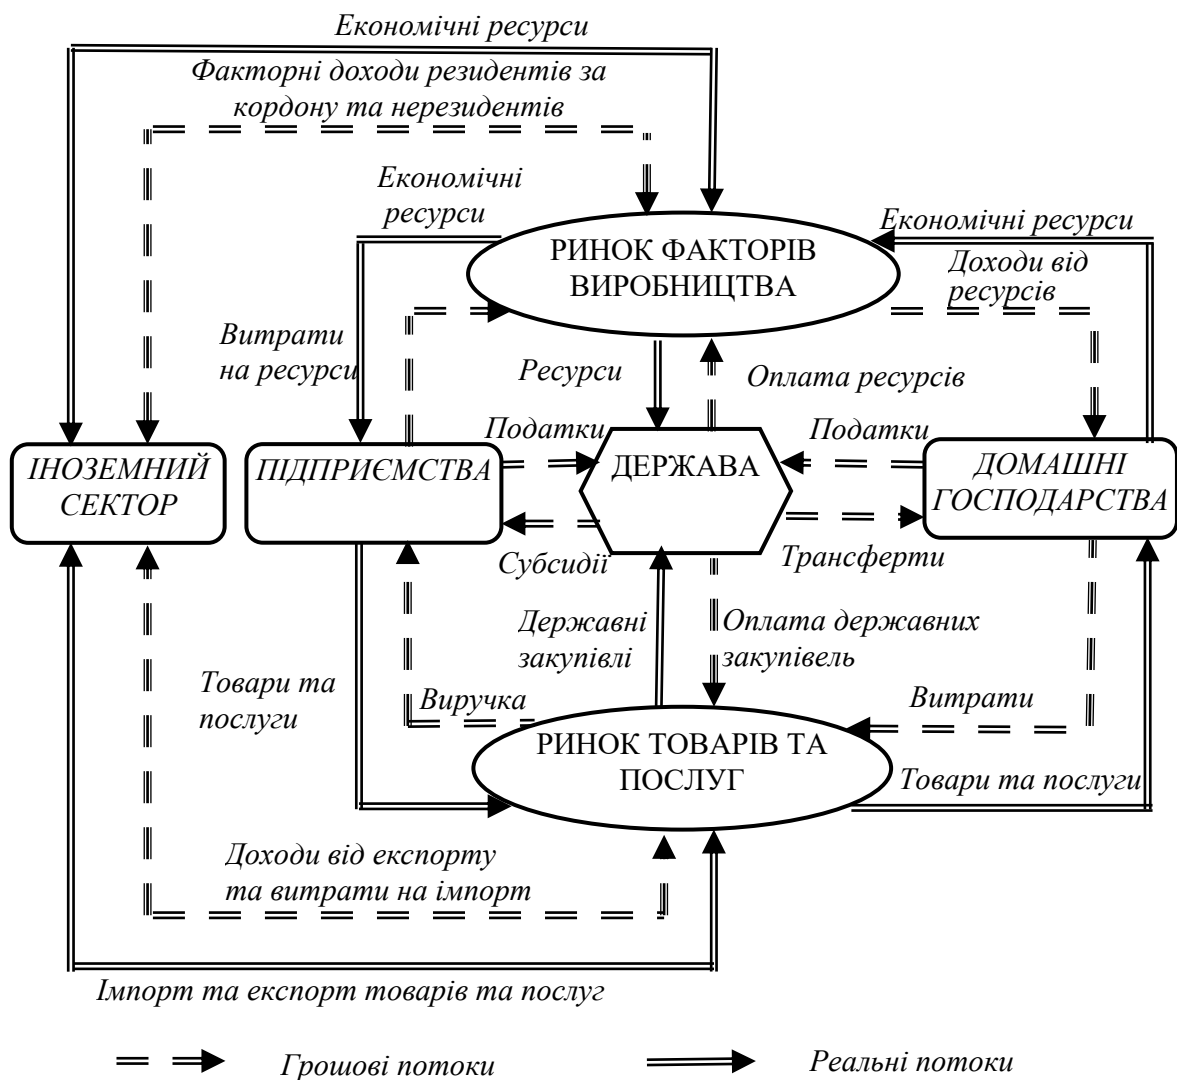 Економічні ресурси
Факторні доходи резидентів за
кордону та нерезидентів
Економічні
ресурси
Економічні ресурси
РИНОК ФАКТОРІВ
ВИРОБНИЦТВА
Доходи від
ресурсів
Витрати
на ресурси
Ресурси
Оплата ресурсів
Податки
Податки
ІНОЗЕМНИЙ
СЕКТОР
ПІДПРИЄМСТВА
ДЕРЖАВА
ДОМАШНІ
ГОСПОДАРСТВА
Субсидії
Трансферти
Державні
закупівлі
Оплата державних
закупівель
Товари та
послуги
Виручка
Витрати
РИНОК ТОВАРІВ ТА
ПОСЛУГ
Товари та послуги
Доходи від експорту
та витрати на імпорт
Імпорт та експорт товарів та послуг
Грошові потоки
Реальні потоки